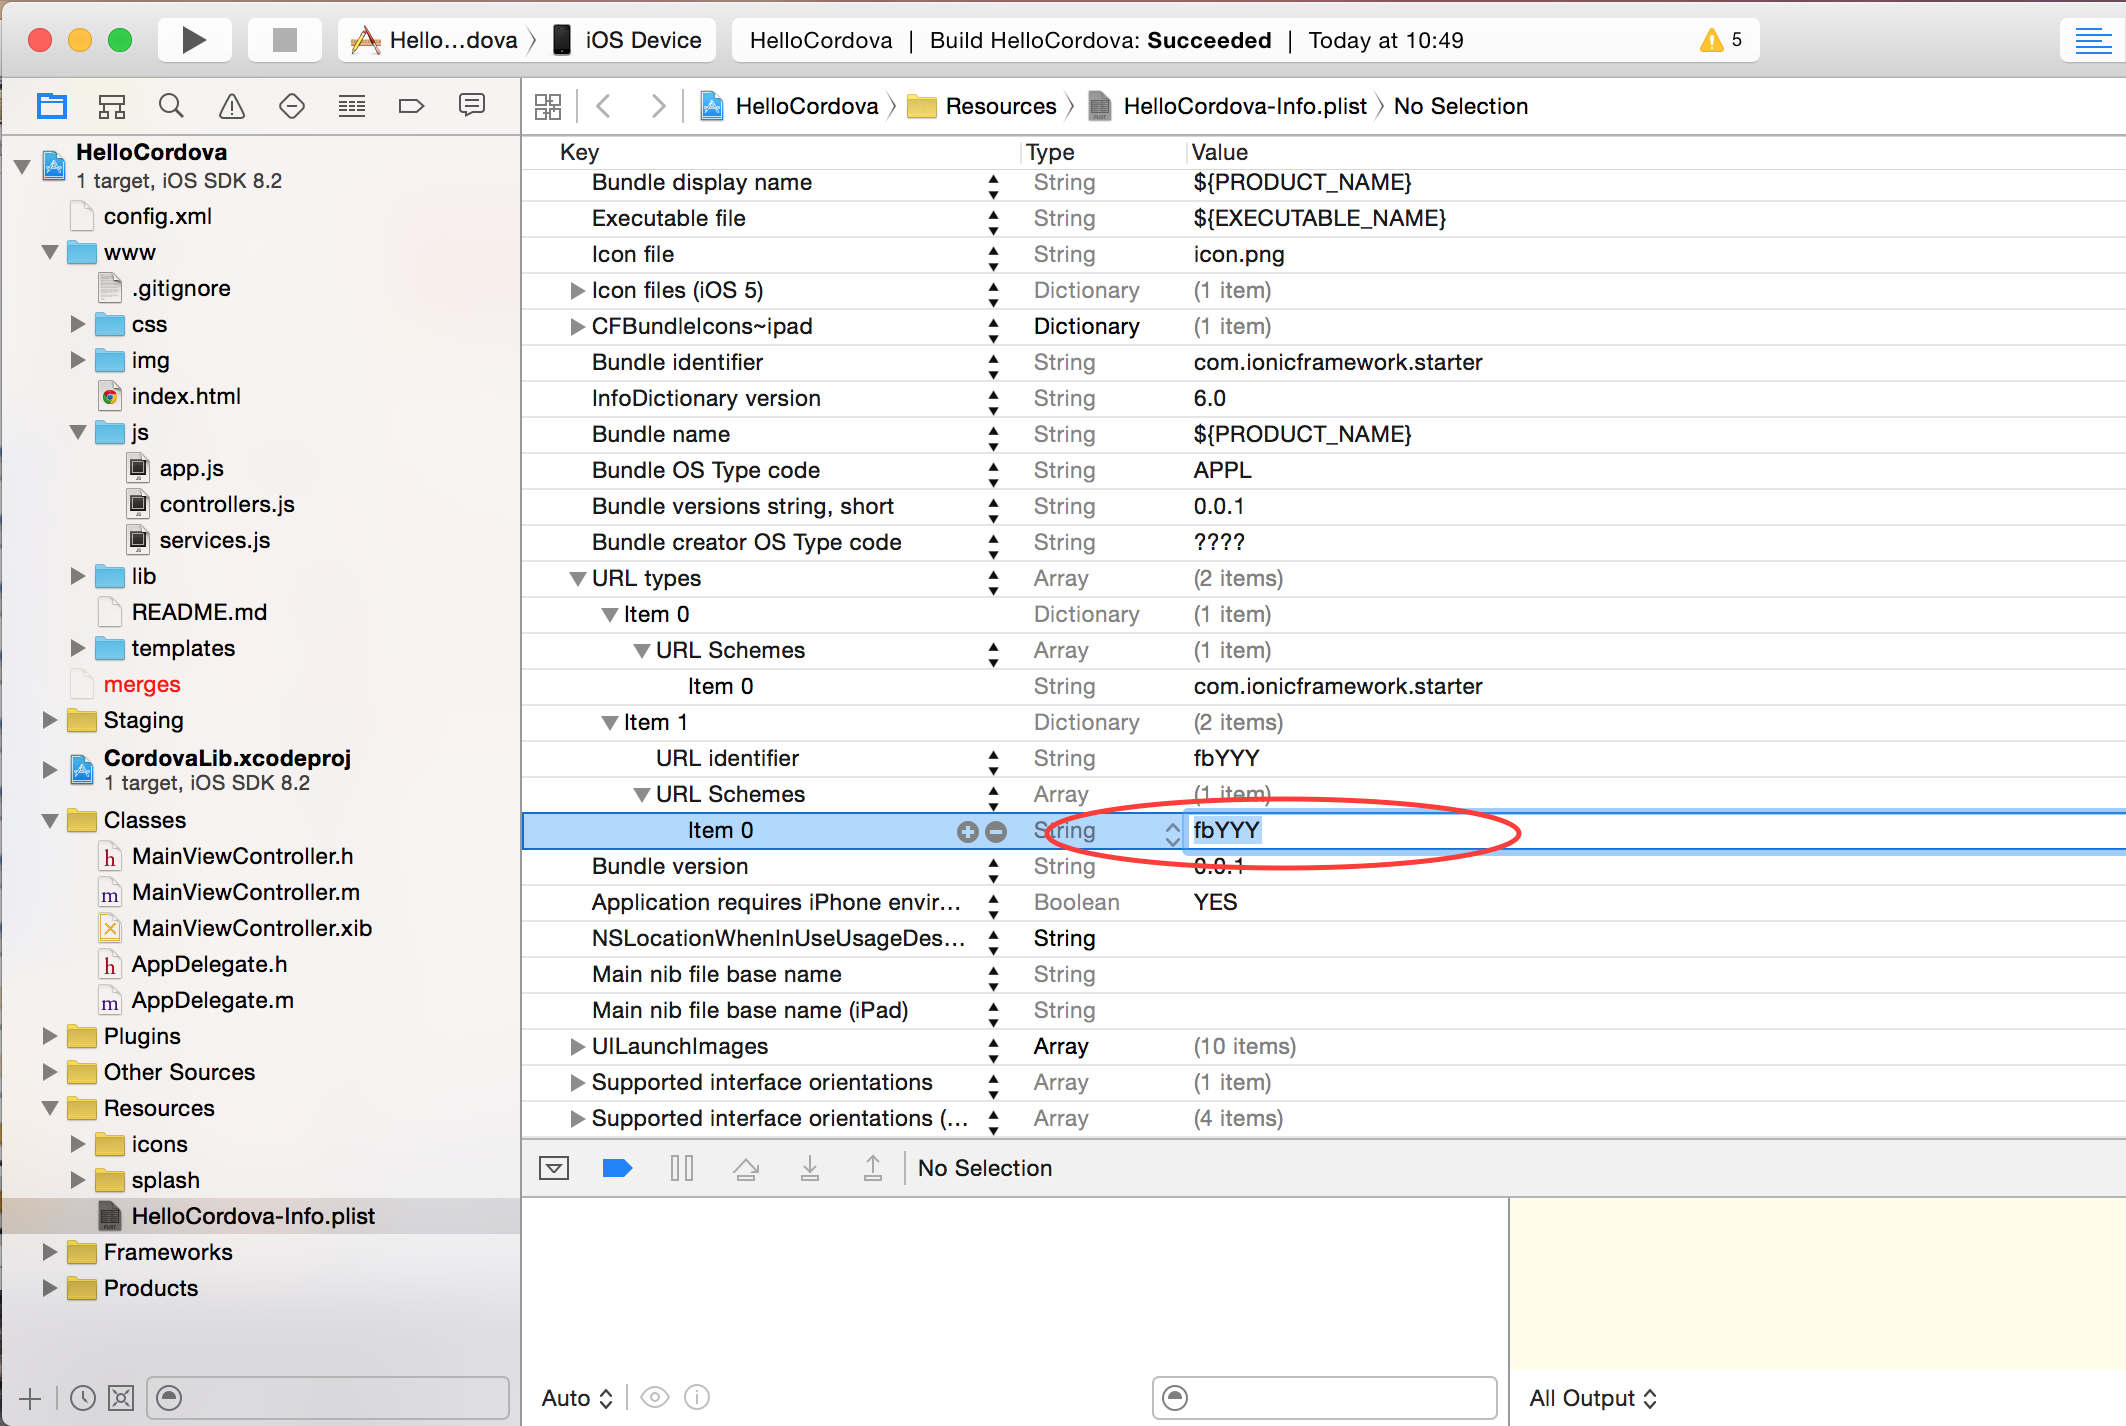 Hello...dova
iOS Device
HelloCordova | Build HelloCordova: Succeeded | Today at 10:49
5
HelloCordova
Resources
HelloCordova-Info.plist
No Selection
HelloCordova
1 target, iOS SDK 8.2
config.xml
www
.gitignore
css
img
index.html
js
app.js
controllers.js
services.js
lib
README.md
templates
merges
Staging
CordovaLib.xcodeproj
1 target, iOS SDK 8.2
Classes
MainViewController.h
MainViewController.m
MainViewController.xib
AppDelegate.h
AppDelegate.m
Plugins
Other Sources
Resources
icons
splash
HelloCordova-Info.plist
Frameworks
Products
Key Type Value
Bundle display name String ${PRODUCT_NAME}
Executable file String ${EXECUTABLE_NAME}
Icon file String icon.png
Icon files (iOS 5) Dictionary (1 item)
CFBundleIcons~ipad Dictionary (1 item)
Bundle identifier String com.ionicframework.starter
InfoDictionary version String 6.0
Bundle name String ${PRODUCT_NAME}
Bundle OS Type code String APPL
Bundle versions string, short String 0.0.1
Bundle creator OS Type code String ????
URL types Array (2 items)
Item 0 Dictionary (1 item)
URL Schemes Array (1 item)
Item 0 String com.ionicframework.starter
Item 1 Dictionary (2 items)
URL identifier String fbYYY
URL Schemes Array (1 item)
Item 0 String fbYYY
Bundle version String 0.0.1
Application requires iPhone envir... Boolean YES
NSLocationWhenInUseUsageDes... String
Main nib file base name String
Main nib file base name (iPad) String
UILaunchImages Array (10 items)
Supported interface orientations Array (1 item)
Supported interface orientations (... Array (4 items)
No Selection
Auto
All Output